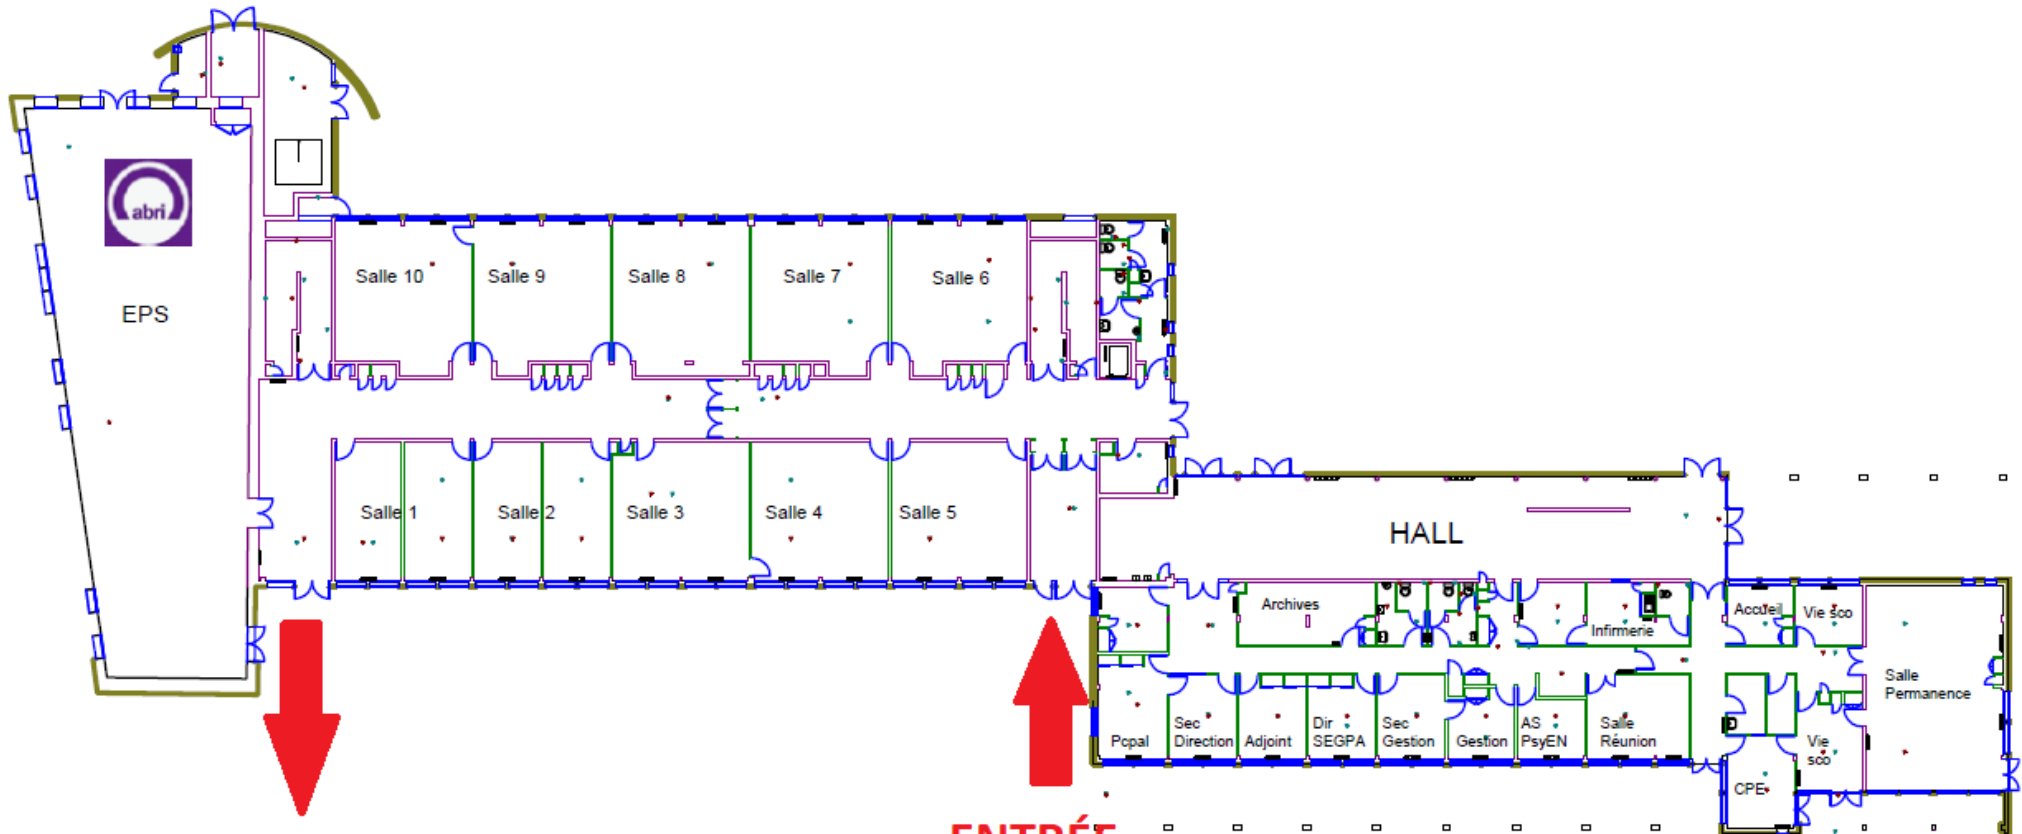 abri
EPS
Salle 10
Salle 9
Salle 8
Salle 7
Salle 6
Salle 1
Salle 2
Salle 3
Salle 4
Salle 5
HALL
Archives
Infirmerie
Accueil
Vie sco
Salle
Permanence
Pcpal
Sec
Direction
Adjoint
Dir
SEGPA
Sec
Gestion
Gestion
AS
PsyEN
Salle
Réunion
Vie
sco
CPE
ENTRÉE